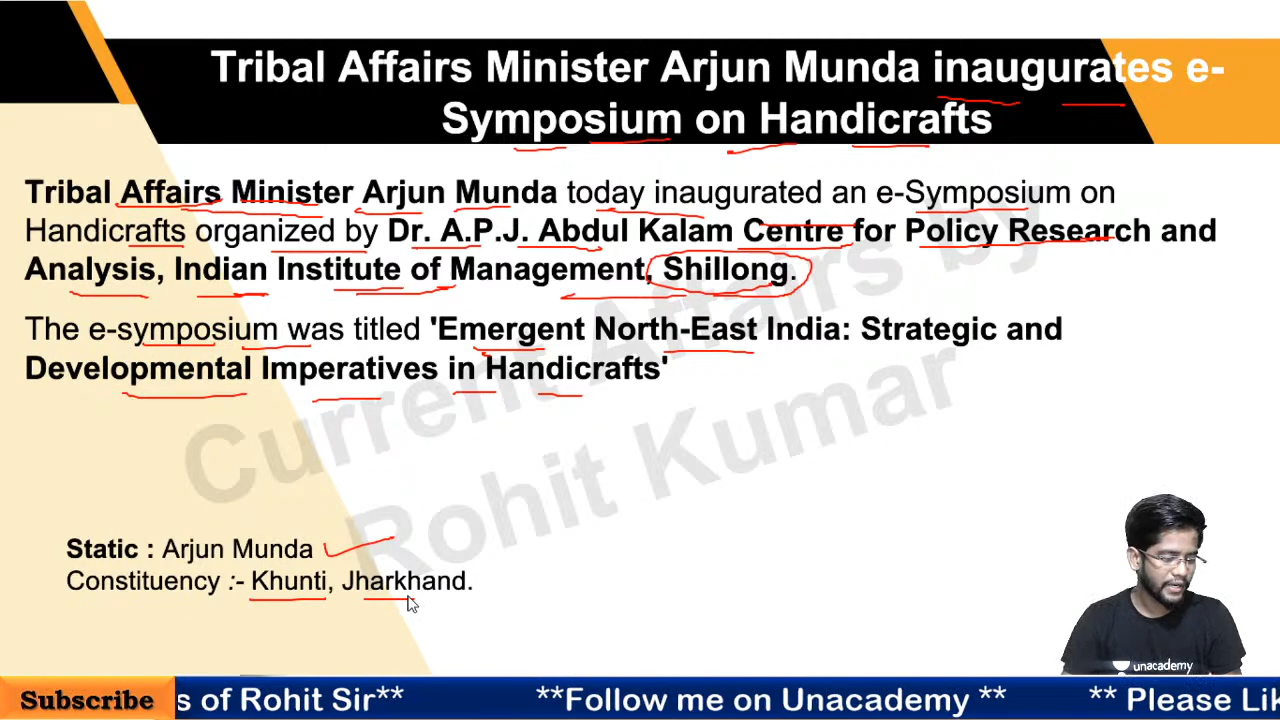 Tribal Affairs Minister Arjun Munda inaugurates e-
Symposium on Handicrafts
Tribal Affairs Minister Arjun Munda today inaugurated an e-Symposium on
Handicrafts organized by Dr. A.P.J. Abdul Kalam Centre for Policy Research and
Analysis, Indian Institute of Management, Shillong.
The e-symposium was titled 'Emergent North-East India: Strategic and
Developmental Imperatives in Handicrafts'
Current Affairs by
Rohit Kumar
Static : Arjun Munda
Constituency :- Khunti, Jharkhand.
unacademy
Subscribe s of Rohit Sir** **Follow me on Unacademy ** ** Please Lik